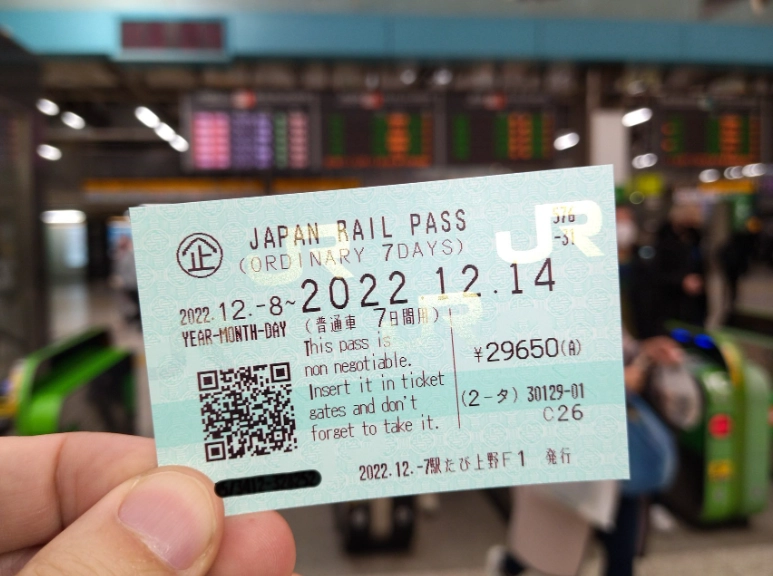 JAPAN RAIL PASS
企
(ORDINARY 7DAYS)
JR
2022.12.-8~2022.12.14
YEAR-MONTH-DAY
(普通車 7日間用)
This pass is
non negotiable.
Insert it in ticket
gates and don't
forget to take it.
¥29650(A)
(2-タ) 30129-01
C26
2022.12.-7駅たび上野F1 発行